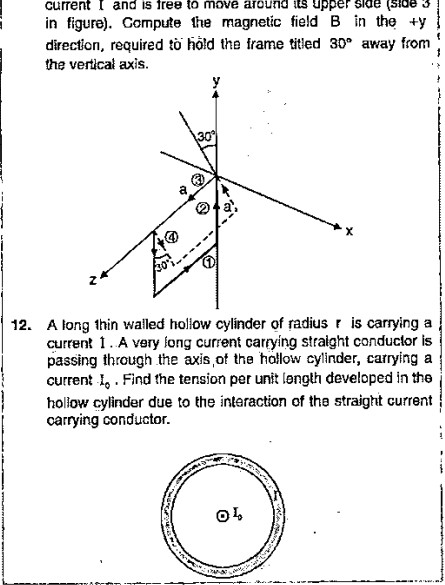 current I and is free to move around its upper side (side 3
in figure). Compute the magnetic field B in the +y
direction, required to hold the frame titled 30° away from
the vertical axis.
y
30°
③
a
② a
④
x
30°
①
z
12. A long thin walled hollow cylinder of radius r is carrying a
current I. A very long current carrying straight conductor is
passing through the axis of the hollow cylinder, carrying a
current I₀. Find the tension per unit length developed in the
hollow cylinder due to the interaction of the straight current
carrying conductor.
I₀